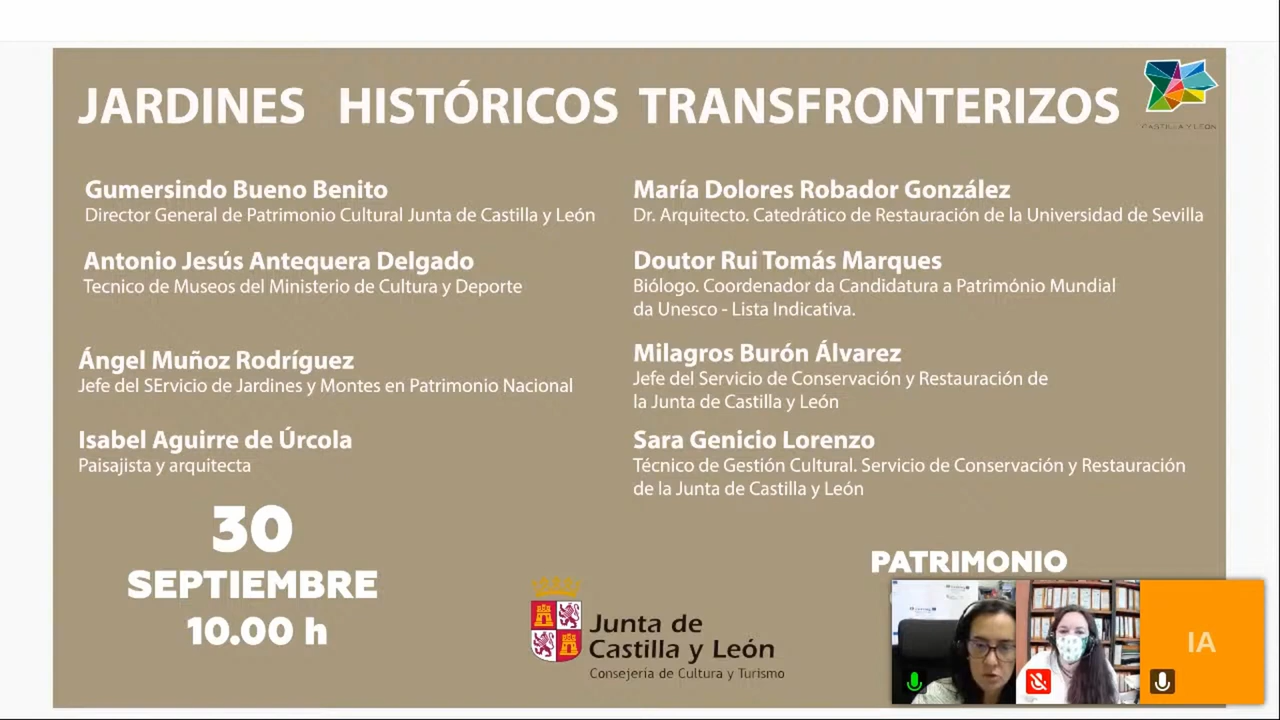 JARDINES HISTÓRICOS TRANSFRONTERIZOS
CASTILLA Y LEÓN
Gumersindo Bueno Benito
Director General de Patrimonio Cultural Junta de Castilla y León
Antonio Jesús Antequera Delgado
Tecnico de Museos del Ministerio de Cultura y Deporte
Ángel Muñoz Rodríguez
Jefe del SErvicio de Jardines y Montes en Patrimonio Nacional
Isabel Aguirre de Úrcola
Paisajista y arquitecta
María Dolores Robador González
Dr. Arquitecto. Catedrático de Restauración de la Universidad de Sevilla
Doutor Rui Tomás Marques
Biólogo. Coordenador da Candidatura a Património Mundial
da Unesco - Lista Indicativa.
Milagros Burón Álvarez
Jefe del Servicio de Conservación y Restauración de
la Junta de Castilla y León
Sara Genicio Lorenzo
Técnico de Gestión Cultural. Servicio de Conservación y Restauración
de la Junta de Castilla y León
30
SEPTIEMBRE
10.00 h
Junta de
Castilla y León
Consejería de Cultura y Turismo
PATRIMONIO
IA